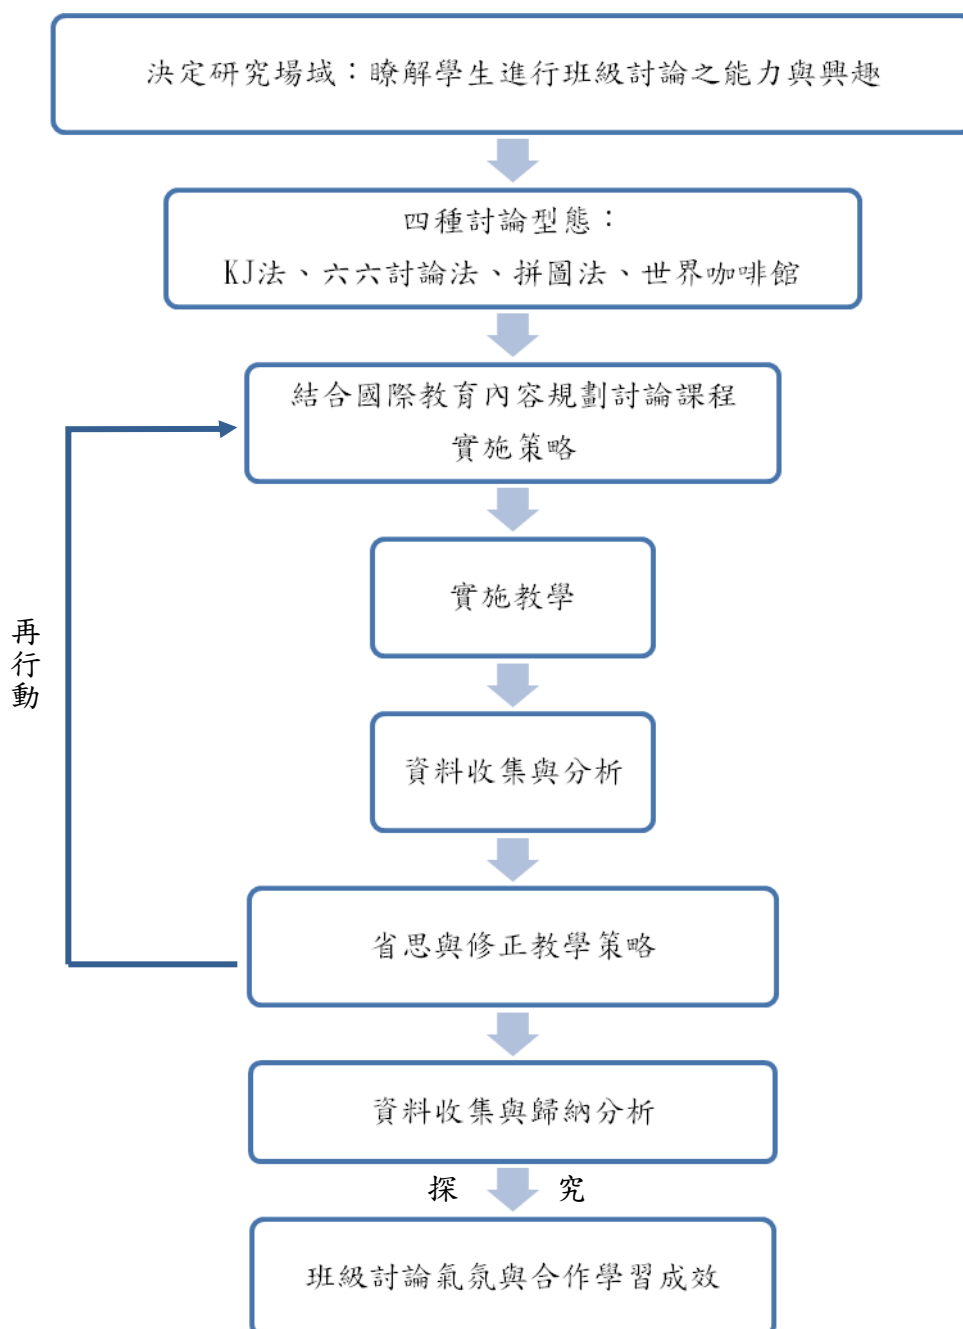 決定研究場域：瞭解學生進行班級討論之能力與興趣
四種討論型態：
KJ法、六六討論法、拼圖法、世界咖啡館
結合國際教育內容規劃討論課程
實施策略
實施教學
再行動
資料收集與分析
省思與修正教學策略
資料收集與歸納分析
探 究
班級討論氣氛與合作學習成效